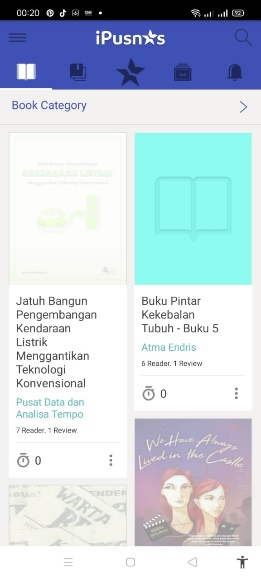 00:20
iPusnas
Book Category
KENDARAAN LISTRIK
Jatuh Bangun
Pengembangan
Kendaraan
Listrik
Menggantikan
Teknologi
Konvensional
Pusat Data dan
Analisa Tempo
7 Reader. 1 Review
0
Buku Pintar
Kekebalan
Tubuh - Buku 5
Atma Endris
6 Reader. 1 Review
0
WARTA
We Have Always
Lived in the Castle